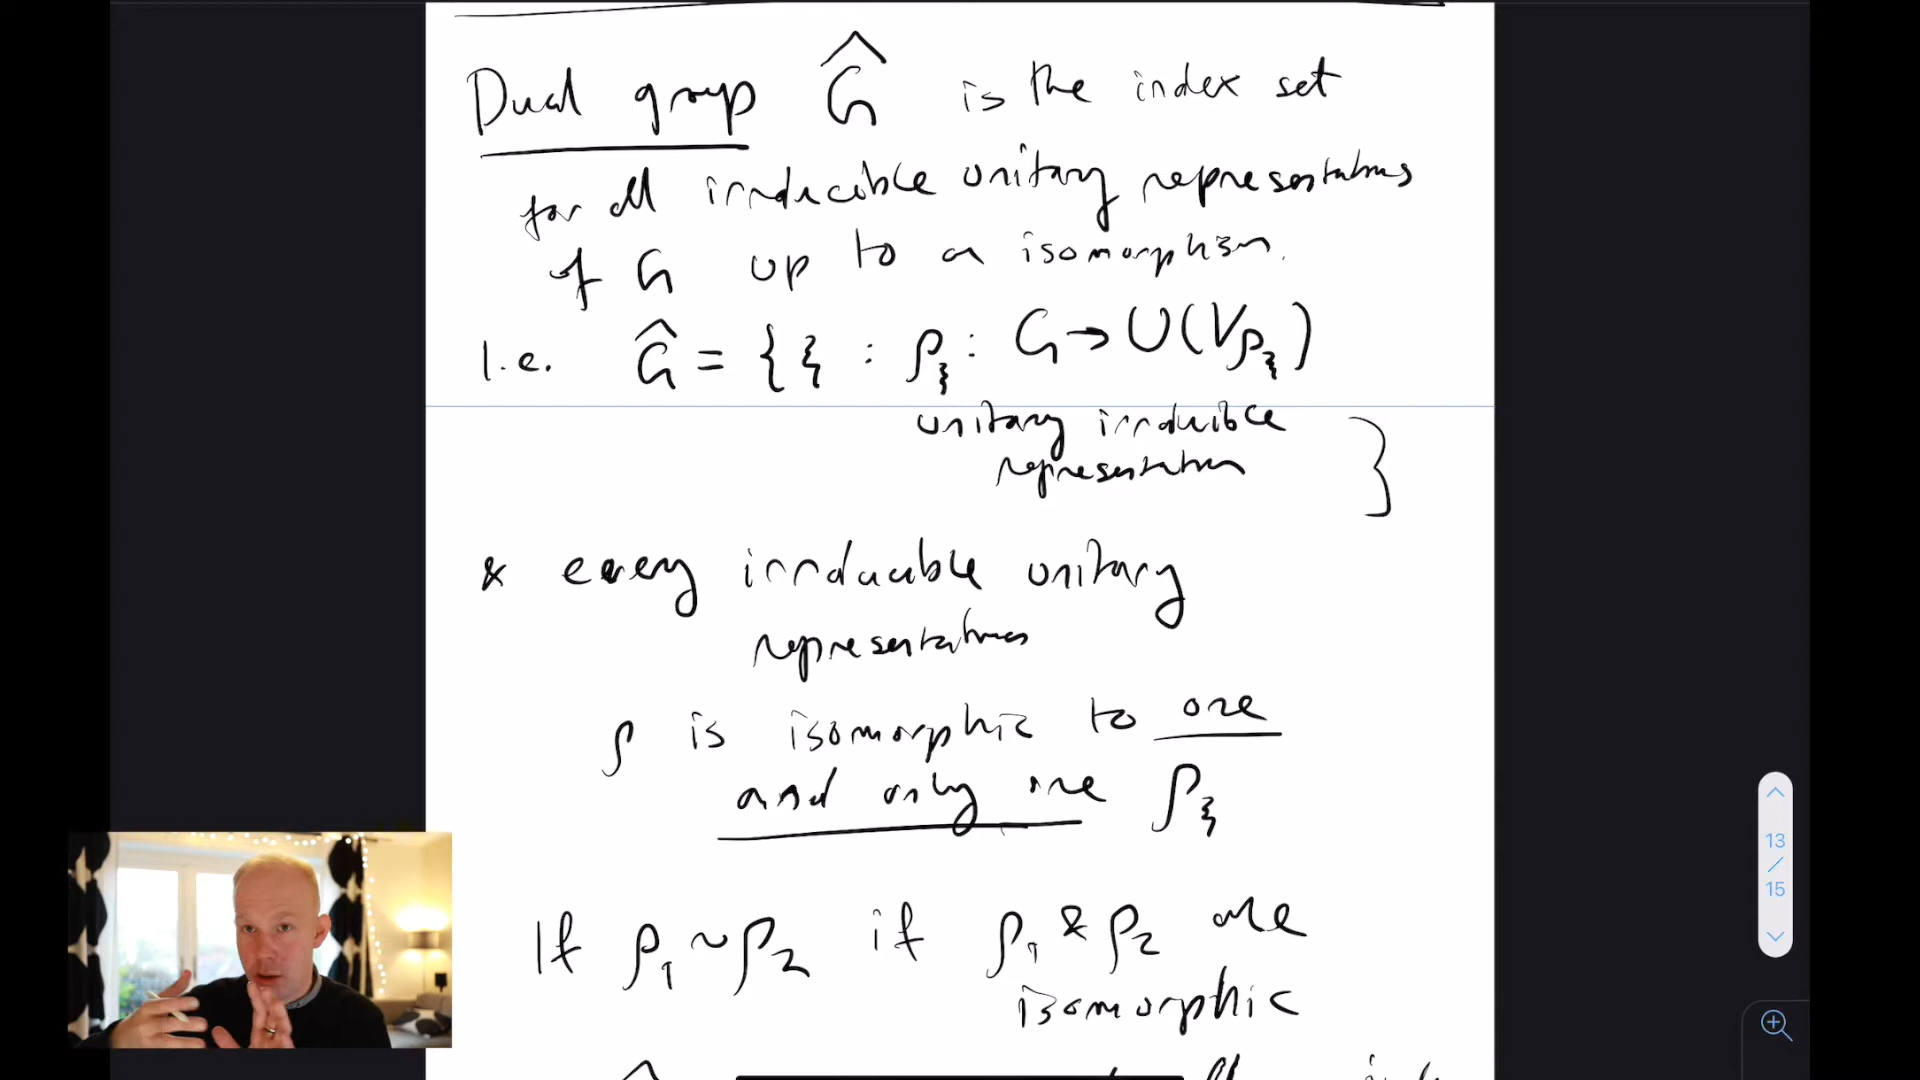 Dual group Ĝ is the index set
for all irreducible unitary representations
of G up to a isomorphism.
I.e. Ĝ = { ξ : ρ_ξ : G → U(V_ρ_ξ)
unitary irreducible
representation }
& every irreducible unitary
representations
ρ is isomorphic to one
and only one ρ_ξ
If ρ₁ ~ ρ₂ if ρ₁ & ρ₂ are
isomorphic
13
/
15